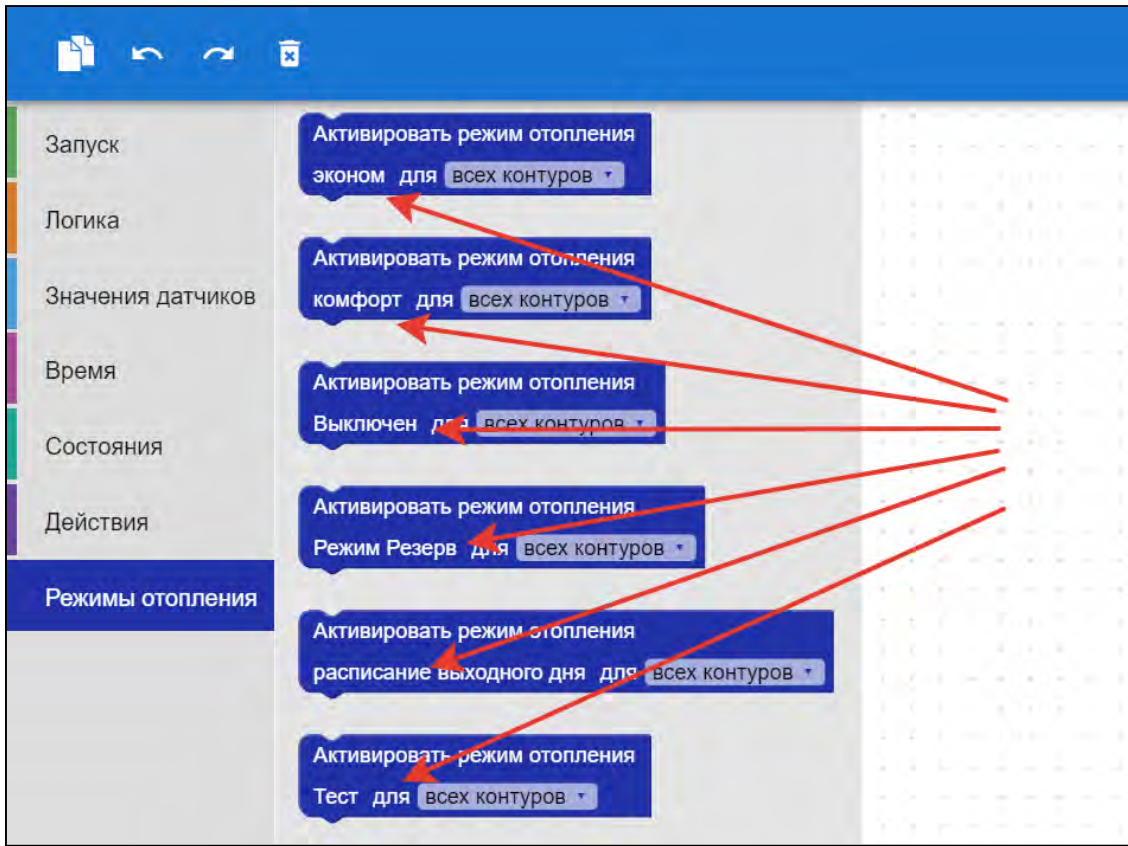 Запуск
Логика
Значения датчиков
Время
Состояния
Действия
Режимы отопления
Активировать режим отопления
эконом для всех контуров
Активировать режим отопления
комфорт для всех контуров
Активировать режим отопления
Выключен для всех контуров
Активировать режим отопления
Режим Резерв для всех контуров
Активировать режим отопления
расписание выходного дня для всех контуров
Активировать режим отопления
Тест для всех контуров